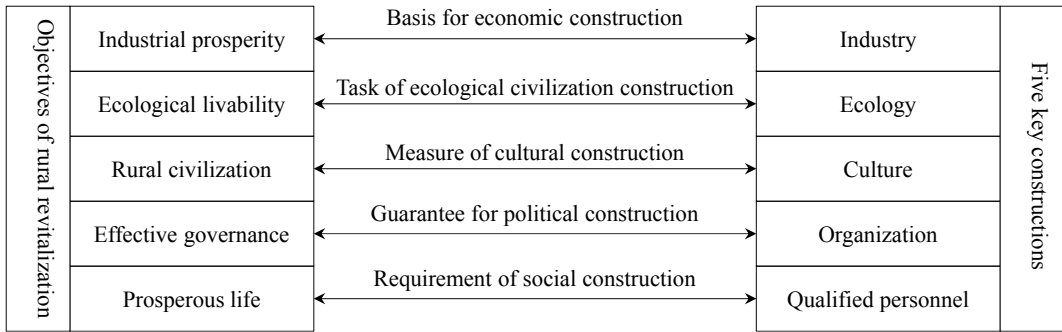 Objectives of rural revitalization
Industrial prosperity
Basis for economic construction
Industry
Ecological livability
Task of ecological civilization construction
Ecology
Rural civilization
Measure of cultural construction
Culture
Effective governance
Guarantee for political construction
Organization
Prosperous life
Requirement of social construction
Qualified personnel
Five key constructions